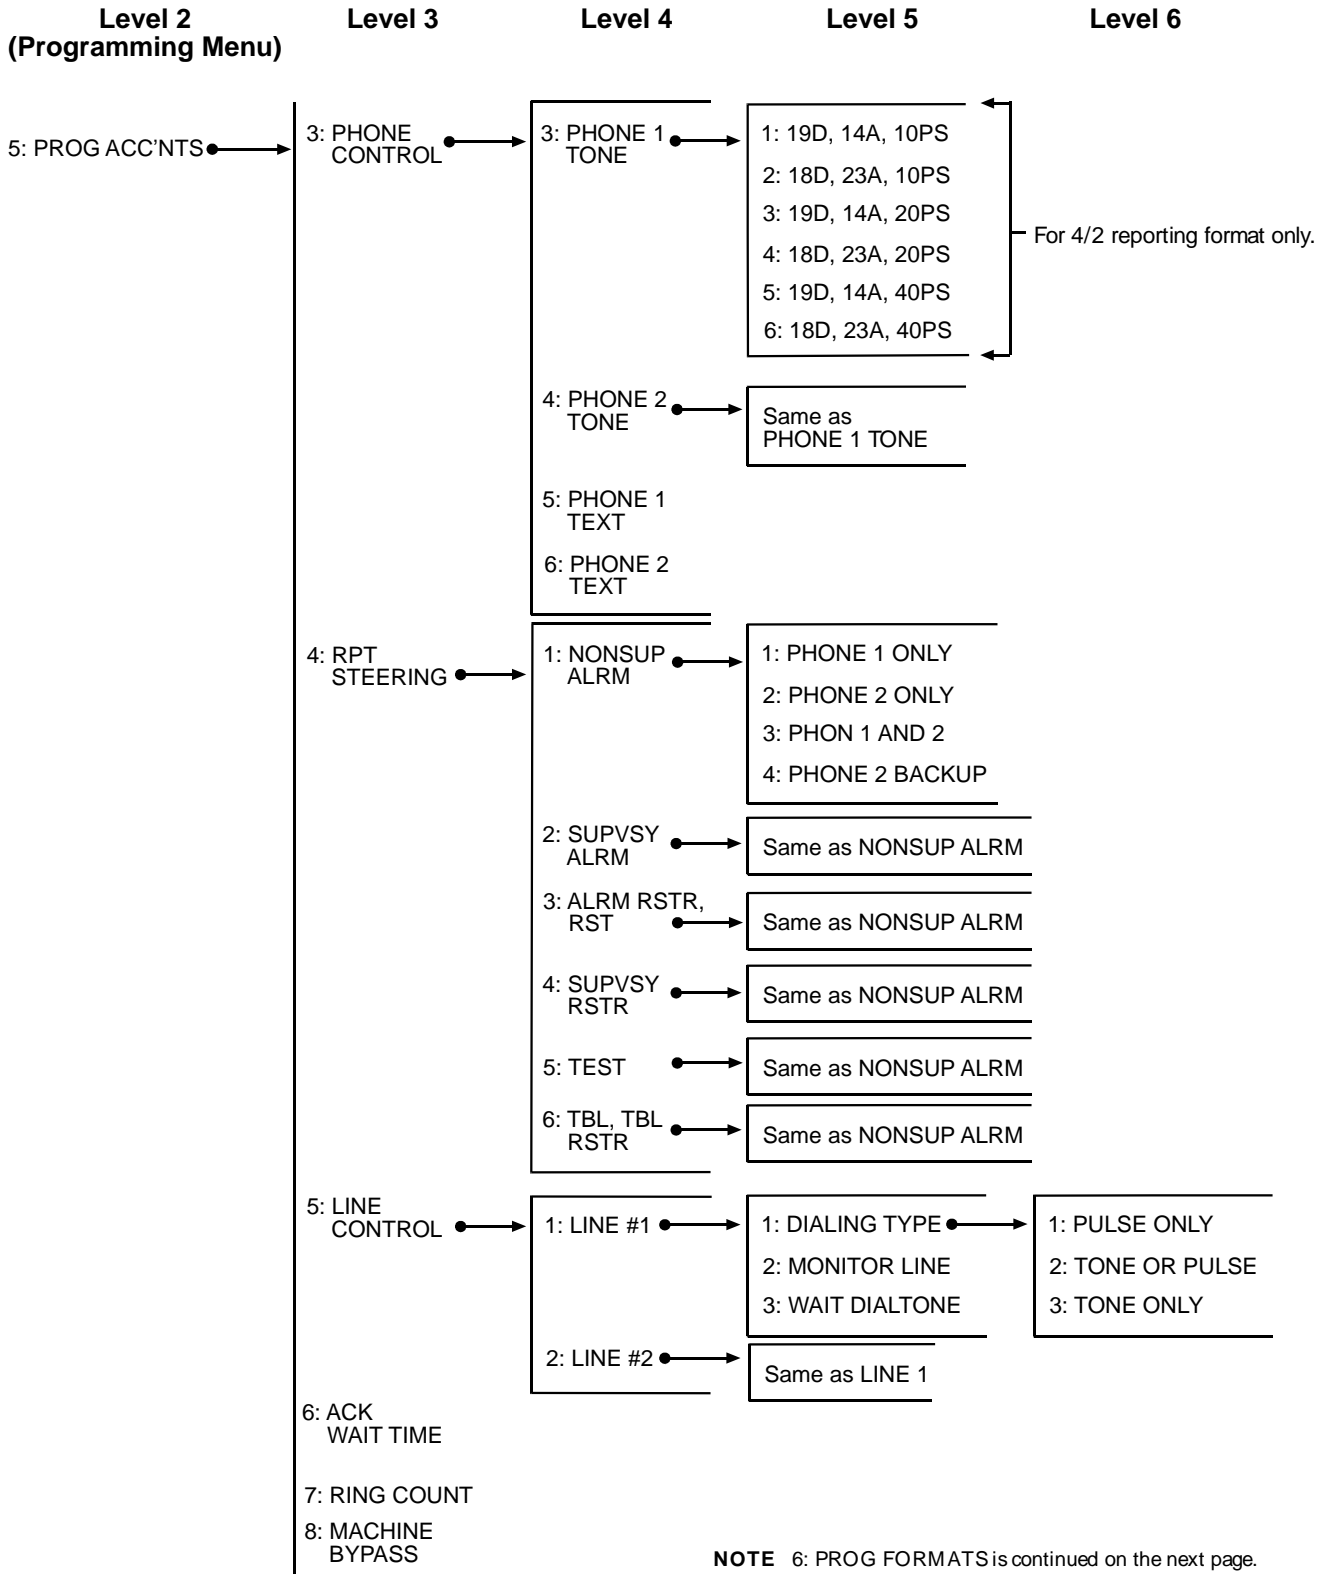 Level 2
(Programming Menu)
Level 3
Level 4
Level 5
Level 6
5: PROG ACC'NTS
3: PHONE
CONTROL
3: PHONE 1
TONE
1: 19D, 14A, 10PS
2: 18D, 23A, 10PS
3: 19D, 14A, 20PS
4: 18D, 23A, 20PS
5: 19D, 14A, 40PS
6: 18D, 23A, 40PS
For 4/2 reporting format only.
4: PHONE 2
TONE
Same as
PHONE 1 TONE
5: PHONE 1
TEXT
6: PHONE 2
TEXT
4: RPT
STEERING
1: NONSUP
ALRM
1: PHONE 1 ONLY
2: PHONE 2 ONLY
3: PHON 1 AND 2
4: PHONE 2 BACKUP
2: SUPVSY
ALRM
Same as NONSUP ALRM
3: ALRM RSTR,
RST
Same as NONSUP ALRM
4: SUPVSY
RSTR
Same as NONSUP ALRM
5: TEST
Same as NONSUP ALRM
6: TBL, TBL
RSTR
Same as NONSUP ALRM
5: LINE
CONTROL
1: LINE #1
1: DIALING TYPE
2: MONITOR LINE
3: WAIT DIALTONE
1: PULSE ONLY
2: TONE OR PULSE
3: TONE ONLY
2: LINE #2
Same as LINE 1
6: ACK
WAIT TIME
7: RING COUNT
8: MACHINE
BYPASS
NOTE 6: PROG FORMATS is continued on the next page.